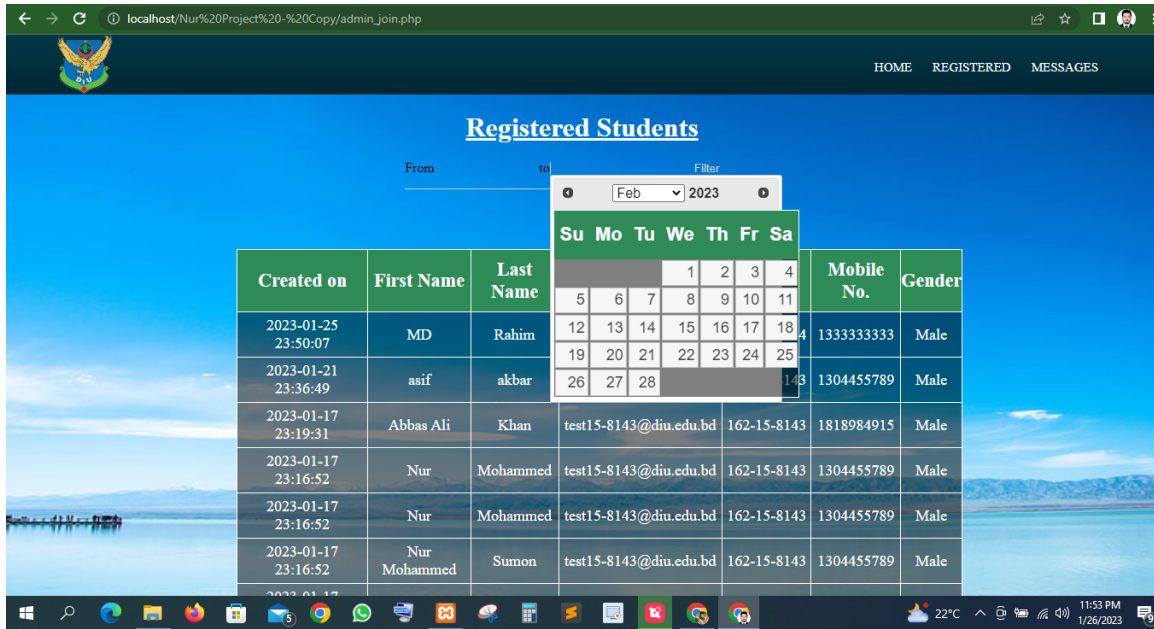 localhost/Nur%20Project%20-%20Copy/admin_join.php
DIU
HOME REGISTERED MESSAGES
Registered Students
From to Filter
Feb 2023
Su Mo Tu We Th Fr Sa
1 2 3 4
5 6 7 8 9 10 11
12 13 14 15 16 17 18
19 20 21 22 23 24 25
26 27 28
Created on First Name Last Name Mobile No. Gender
2023-01-25 23:50:07 MD Rahim 4 1333333333 Male
2023-01-21 23:36:49 asif akbar 143 1304455789 Male
2023-01-17 23:19:31 Abbas Ali Khan test15-8143@diu.edu.bd 162-15-8143 1818984915 Male
2023-01-17 23:16:52 Nur Mohammed test15-8143@diu.edu.bd 162-15-8143 1304455789 Male
2023-01-17 23:16:52 Nur Mohammed test15-8143@diu.edu.bd 162-15-8143 1304455789 Male
2023-01-17 23:16:52 Nur Mohammed Sumon test15-8143@diu.edu.bd 162-15-8143 1304455789 Male
2023-01-17
5
22°C
11:53 PM
1/26/2023
9